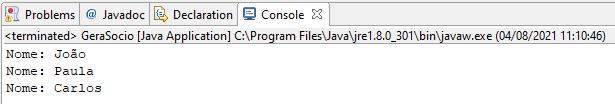 Problems @ Javadoc Declaration Console
<terminated> GeraSocio [Java Application] C:\Program Files\Java\jre1.8.0_301\bin\javaw.exe (04/08/2021 11:10:46)
Nome: João
Nome: Paula
Nome: Carlos